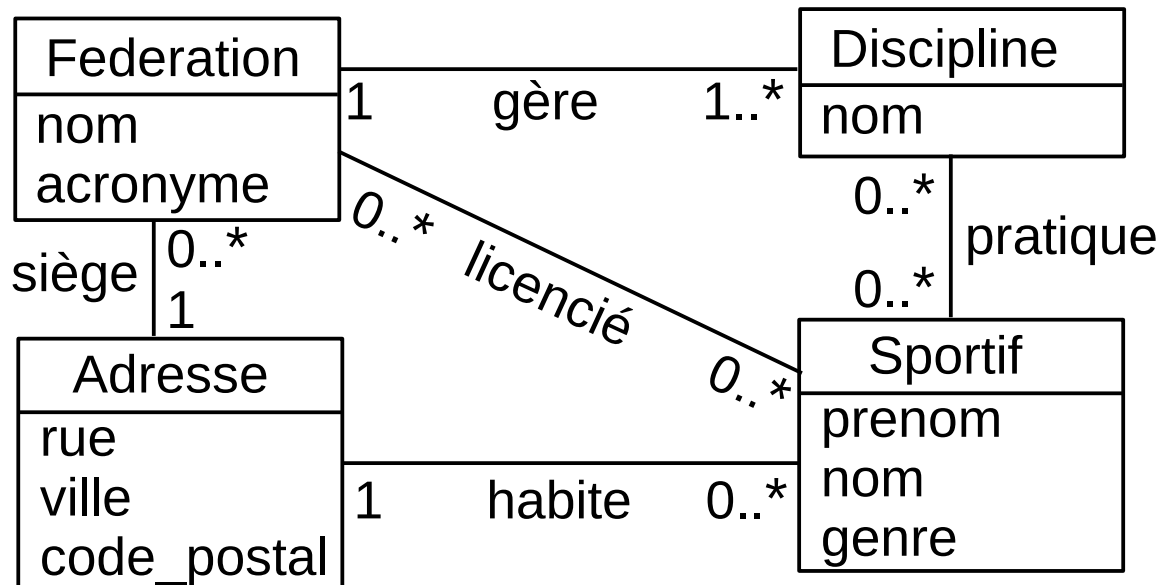 Federation
nom
acronyme
1 gère 1..*
Discipline
nom
0..*
pratique
0..*
0..* licencié 0..*
siège
0..*
1
Adresse
rue
ville
code_postal
1 habite 0..*
Sportif
prenom
nom
genre